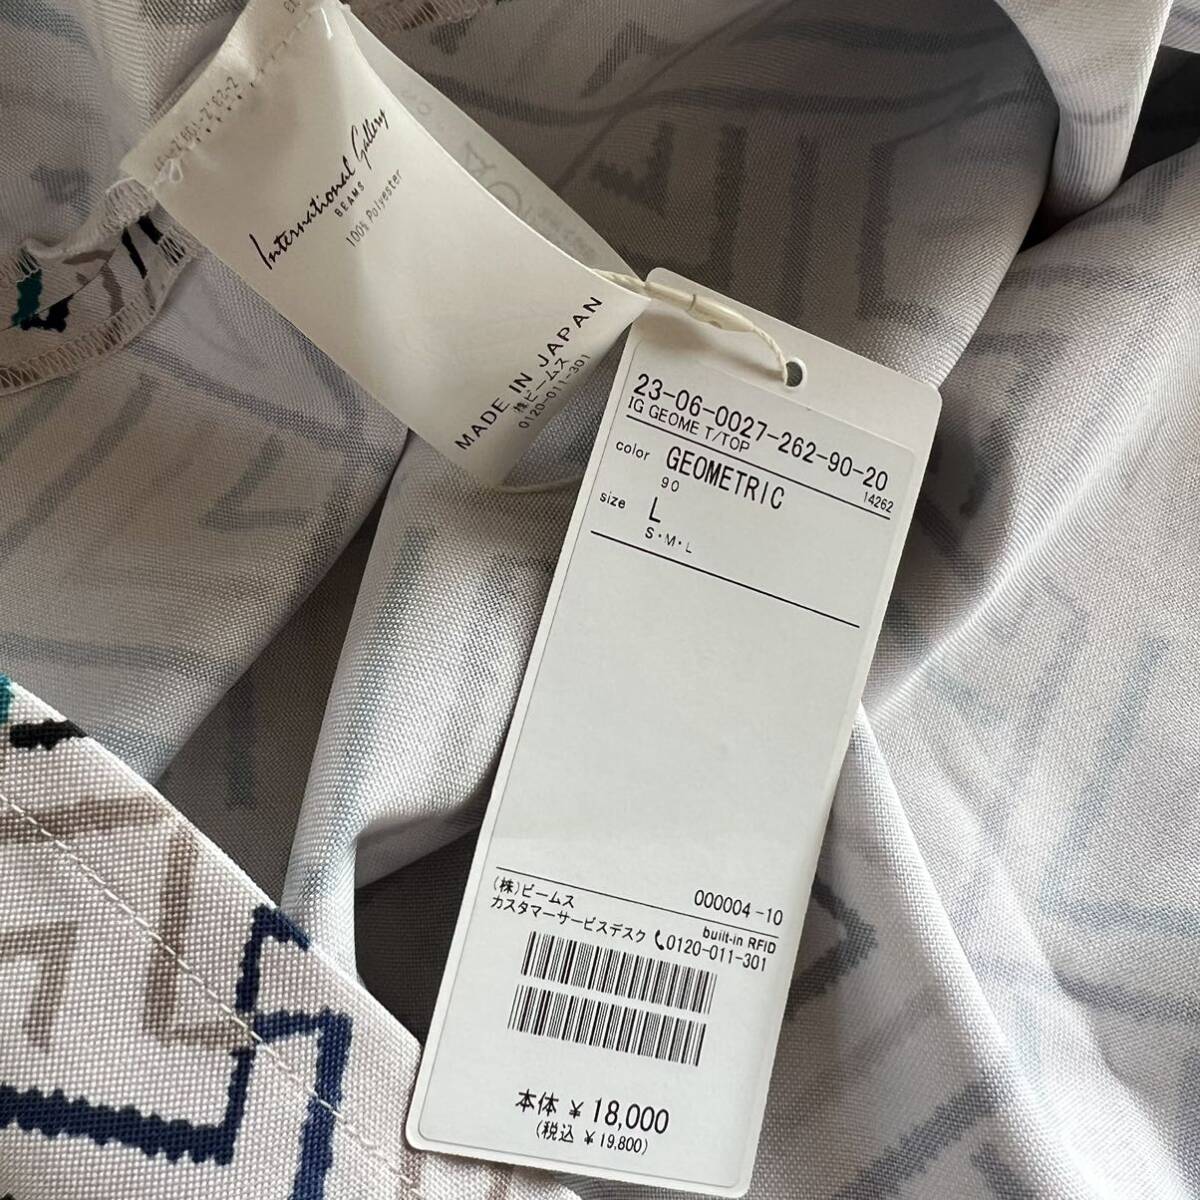 International Gallery
BEAMS
100% Polyester
MADE IN JAPAN
㈱ビームス
0120-011-301
23-06-0027-262-90-20
IG GEOME T/TOP
14262
color GEOMETRIC
90
size L
S・M・L
(株)ビームス 000004 -10
カスタマーサービスデスク 0120-011-301
built-in RFID
本体 ¥ 18,000
(税込 ¥ 19,800)